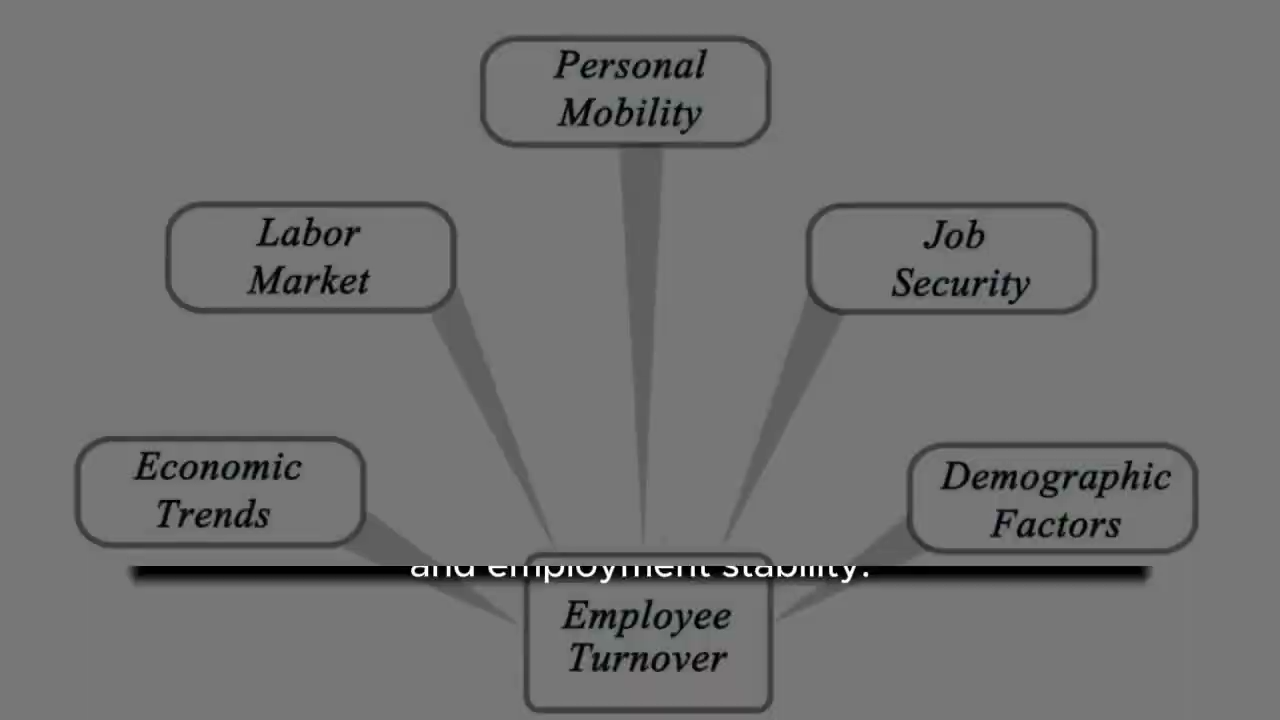 Personal
Mobility
Labor
Market
Job
Security
Economic
Trends
Demographic
Factors
and employment stability.
Employee
Turnover